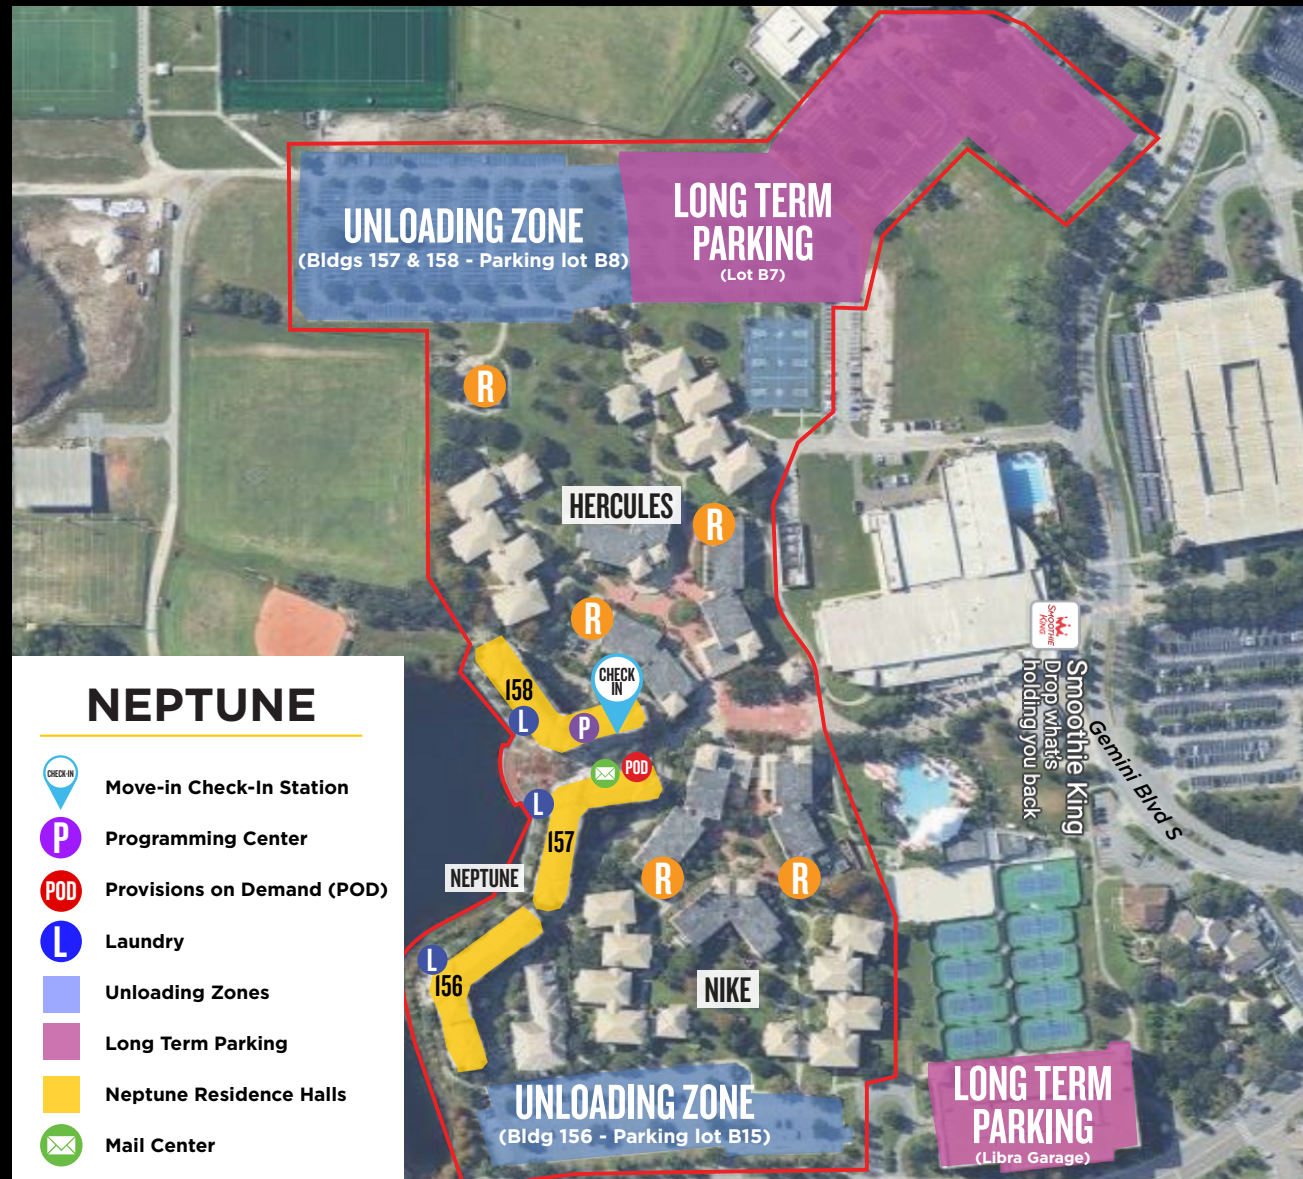 UNLOADING ZONE
(Bldgs 157 & 158 - Parking lot B8)
LONG TERM
PARKING
(Lot B7)
R
HERCULES
R
R
CHECK
IN
158
L
P
POD
L
157
NEPTUNE
R
R
L
156
NIKE
SMOOTHIE
KING
Smoothie King
Drop what's
holding you back
Gemini Blvd S
UNLOADING ZONE
(Bldg 156 - Parking lot B15)
LONG TERM
PARKING
(Libra Garage)
NEPTUNE
CHECK-IN
Move-in Check-In Station
P
Programming Center
POD
Provisions on Demand (POD)
L
Laundry
Unloading Zones
Long Term Parking
Neptune Residence Halls
Mail Center